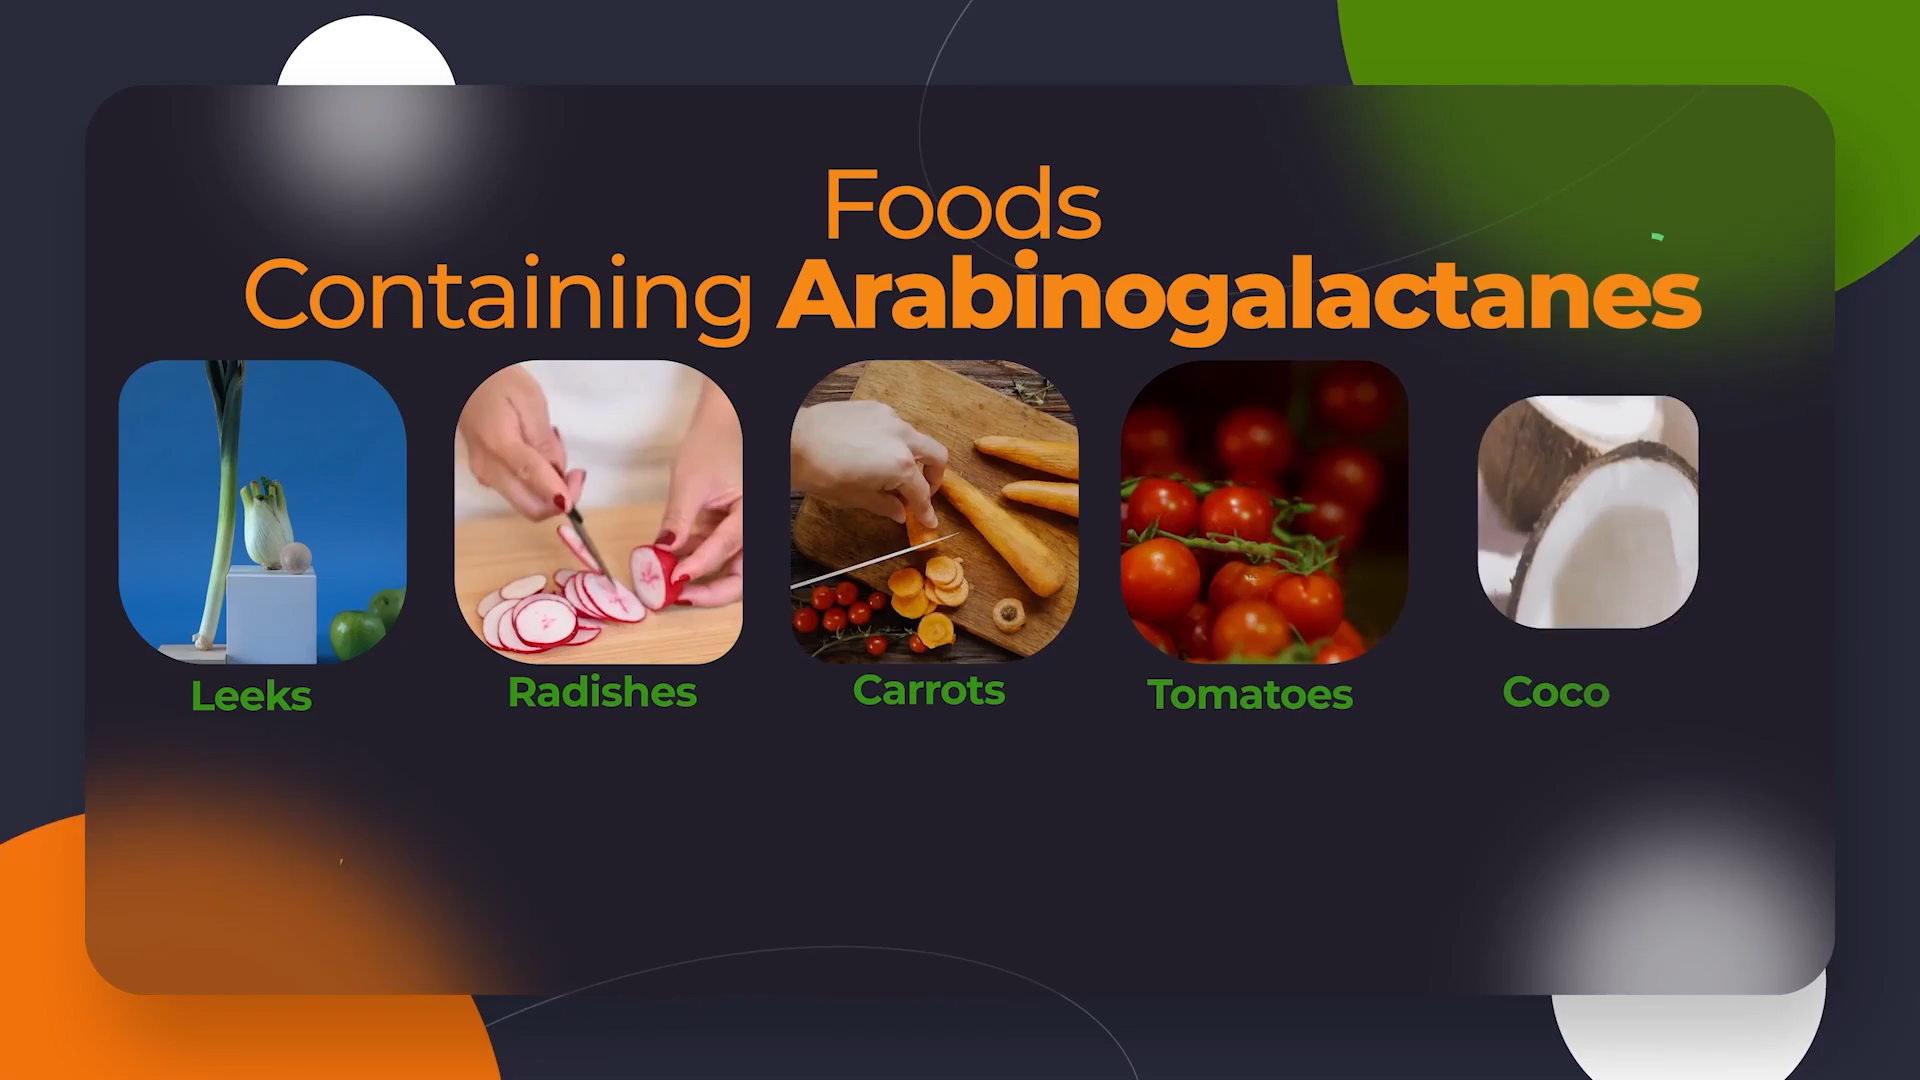 Foods
Containing Arabinogalactanes
Leeks
Radishes
Carrots
Tomatoes
Coco